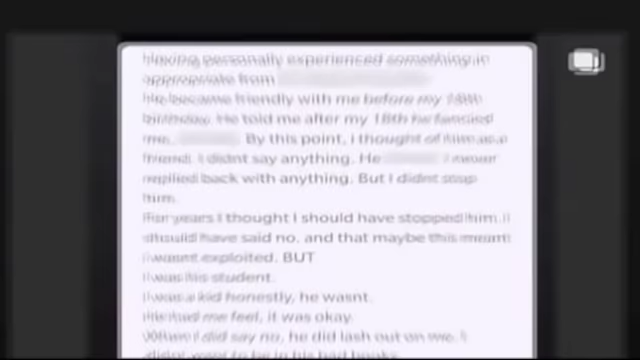 Having personally experienced something in
appropriate from
He became friendly with me before my 18th
birthday. He told me after my 18th he fancied
me. By this point, I thought of him as a
friend. I didnt say anything. He I never
replied back with anything. But I didnt stop
him.
For years I thought I should have stopped him. I
should have said no, and that maybe this meant
I wasnt exploited. BUT
I was his student.
I was a kid honestly, he wasnt.
He had me feel, it was okay.
When I did say no, he did lash out on me. I
didnt want to be in his bad books.